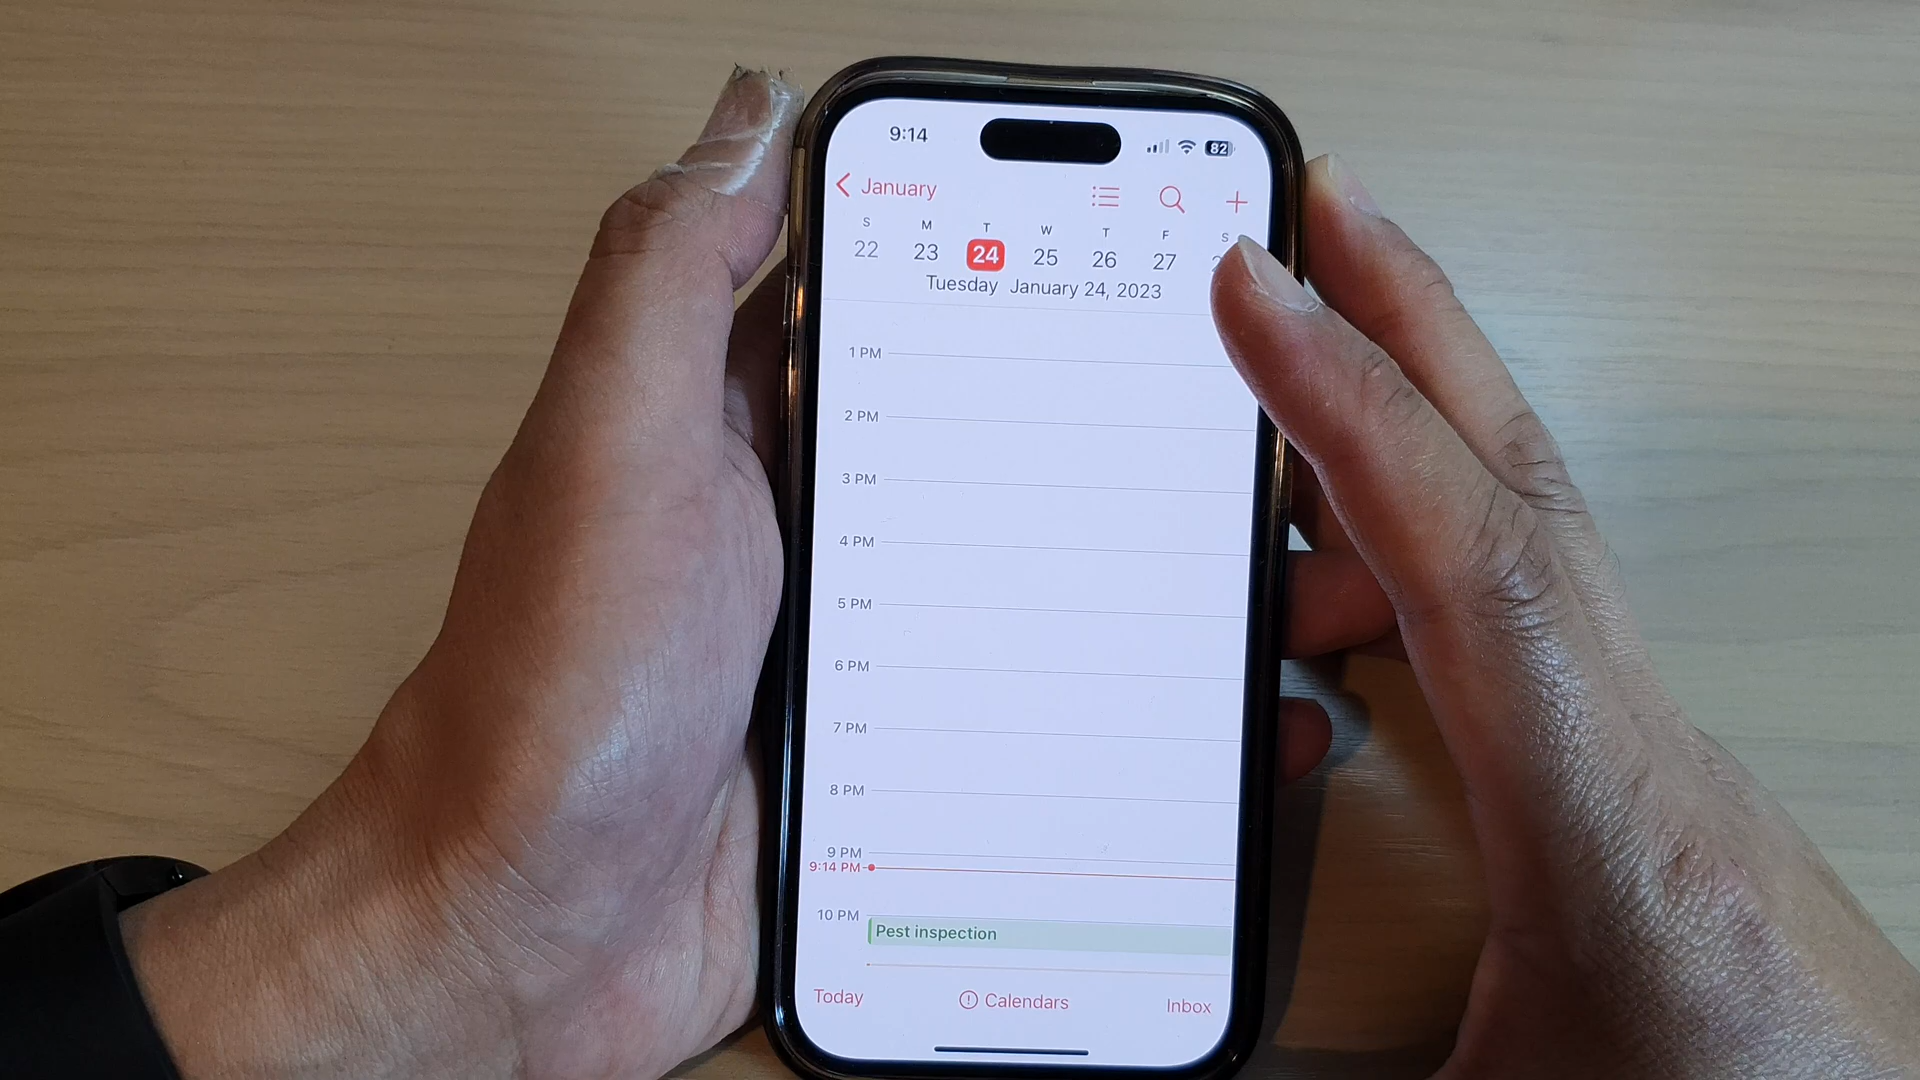 9:14
82
January
S M T W T F S
22 23 24 25 26 27
Tuesday January 24, 2023
1 PM
2 PM
3 PM
4 PM
5 PM
6 PM
7 PM
8 PM
9 PM
9:14 PM
10 PM
Pest inspection
Today Calendars Inbox